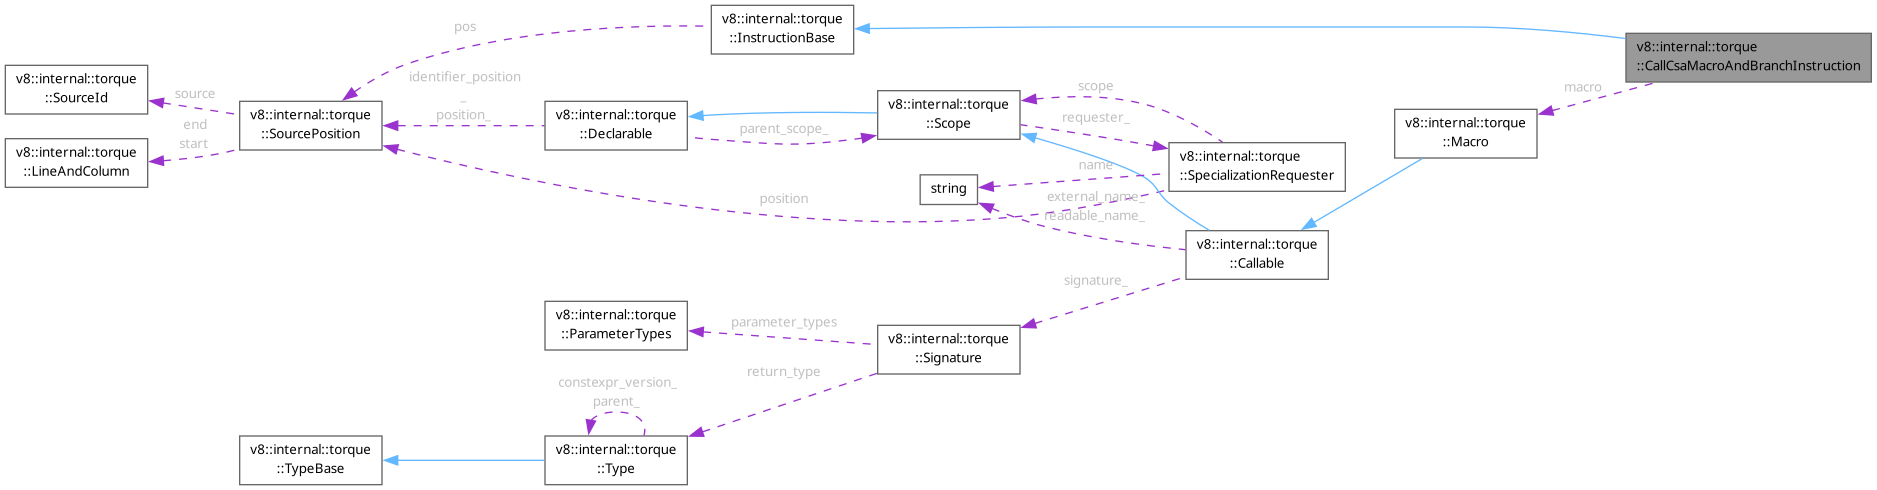 v8::internal::torque
::InstructionBase
pos
v8::internal::torque
::CallCsaMacroAndBranchInstruction
v8::internal::torque
::SourceId
source
identifier_position
_
position_
scope
macro
v8::internal::torque
::SourcePosition
v8::internal::torque
::Declarable
v8::internal::torque
::Scope
requester_
v8::internal::torque
::Macro
end
start
parent_scope_
v8::internal::torque
::LineAndColumn
v8::internal::torque
::SpecializationRequester
name
string
position
external_name_
readable_name_
v8::internal::torque
::Callable
signature_
v8::internal::torque
::ParameterTypes
parameter_types
v8::internal::torque
::Signature
return_type
constexpr_version_
parent_
v8::internal::torque
::TypeBase
v8::internal::torque
::Type